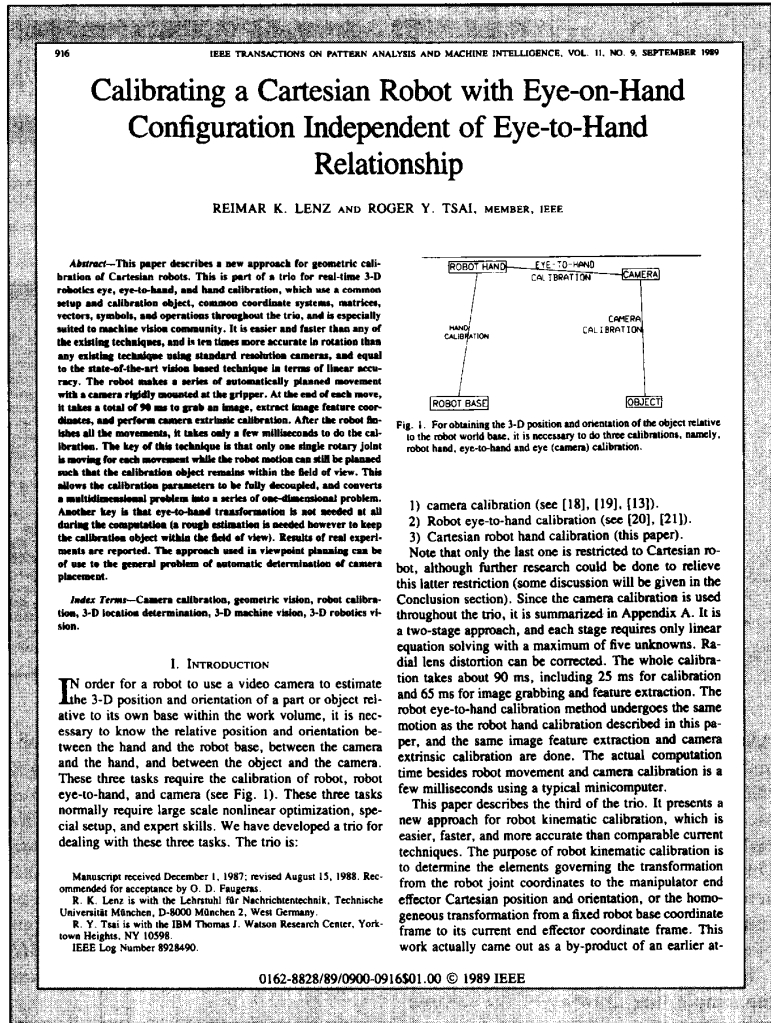 916
IEEE TRANSACTIONS ON PATTERN ANALYSIS AND MACHINE INTELLIGENCE, VOL. 11, NO. 9, SEPTEMBER 1989
Calibrating a Cartesian Robot with Eye-on-Hand
Configuration Independent of Eye-to-Hand
Relationship
REIMAR K. LENZ AND ROGER Y. TSAI, MEMBER, IEEE
Abstract—This paper describes a new approach for geometric cali-
bration of Cartesian robots. This is part of a trio for real-time 3-D
robotics eye, eye-to-hand, and hand calibration, which use a common
setup and calibration object, common coordinate systems, matrices,
vectors, symbols, and operations throughout the trio, and is especially
suited to machine vision community. It is easier and faster than any of
the existing techniques, and is ten times more accurate in rotation than
any existing technique using standard resolution cameras, and equal
to the state-of-the-art vision based technique in terms of linear accu-
racy. The robot makes a series of automatically planned movement
with a camera rigidly mounted at the gripper. At the end of each move,
it takes a total of 90 ms to grab an image, extract image feature coor-
dinates, and perform camera extrinsic calibration. After the robot fin-
ishes all the movements, it takes only a few milliseconds to do the cal-
ibration. The key of this technique is that only one single rotary joint
is moving for each movement while the robot motion can still be planned
such that the calibration object remains within the field of view. This
allows the calibration parameters to be fully decoupled, and converts
a multidimensional problem into a series of one-dimensional problem.
Another key is that eye-to-hand transformation is not needed at all
during the computation (a rough estimation is needed however to keep
the calibration object within the field of view). Results of real experi-
ments are reported. The approach used in viewpoint planning can be
of use to the general problem of automatic determination of camera
placement.
Index Terms—Camera calibration, geometric vision, robot calibra-
tion, 3-D location determination, 3-D machine vision, 3-D robotics vi-
sion.
I. INTRODUCTION
IN order for a robot to use a video camera to estimate
the 3-D position and orientation of a part or object rel-
ative to its own base within the work volume, it is nec-
essary to know the relative position and orientation be-
tween the hand and the robot base, between the camera
and the hand, and between the object and the camera.
These three tasks require the calibration of robot, robot
eye-to-hand, and camera (see Fig. 1). These three tasks
normally require large scale nonlinear optimization, spe-
cial setup, and expert skills. We have developed a trio for
dealing with these three tasks. The trio is:
Manuscript received December 1, 1987; revised August 15, 1988. Rec-
ommended for acceptance by O. D. Faugeras.
R. K. Lenz is with the Lehrstuhl für Nachrichtentechnik, Technische
Universität München, D-8000 München 2, West Germany.
R. Y. Tsai is with the IBM Thomas J. Watson Research Center, York-
town Heights, NY 10598.
IEEE Log Number 8928490.
ROBOT HAND
EYE-TO-HAND
CALIBRATION
CAMERA
HAND
CALIBRATION
CAMERA
CALIBRATION
ROBOT BASE
OBJECT
Fig. 1. For obtaining the 3-D position and orientation of the object relative
to the robot world base, it is necessary to do three calibrations, namely,
robot hand, eye-to-hand and eye (camera) calibration.
1) camera calibration (see [18], [19], [13]).
2) Robot eye-to-hand calibration (see [20], [21]).
3) Cartesian robot hand calibration (this paper).
Note that only the last one is restricted to Cartesian ro-
bot, although further research could be done to relieve
this latter restriction (some discussion will be given in the
Conclusion section). Since the camera calibration is used
throughout the trio, it is summarized in Appendix A. It is
a two-stage approach, and each stage requires only linear
equation solving with a maximum of five unknowns. Ra-
dial lens distortion can be corrected. The whole calibra-
tion takes about 90 ms, including 25 ms for calibration
and 65 ms for image grabbing and feature extraction. The
robot eye-to-hand calibration method undergoes the same
motion as the robot hand calibration described in this pa-
per, and the same image feature extraction and camera
extrinsic calibration are done. The actual computation
time besides robot movement and camera calibration is a
few milliseconds using a typical minicomputer.
This paper describes the third of the trio. It presents a
new approach for robot kinematic calibration, which is
easier, faster, and more accurate than comparable current
techniques. The purpose of robot kinematic calibration is
to determine the elements governing the transformation
from the robot joint coordinates to the manipulator end
effector Cartesian position and orientation, or the homo-
geneous transformation from a fixed robot base coordinate
frame to its current end effector coordinate frame. This
work actually came out as a by-product of an earlier at-
0162-8828/89/0900-0916$01.00 © 1989 IEEE